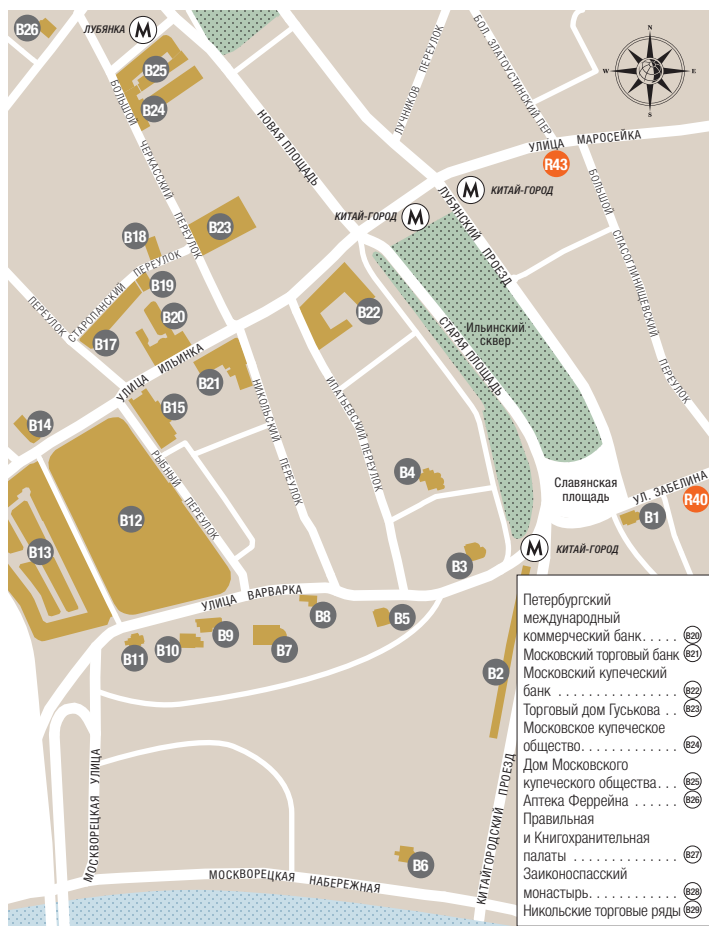 B26
ЛУБЯНКА
М
B25
B24
БОЛЬШОЙ ЧЕРКАССКИЙ ПЕРЕУЛОК
НОВАЯ ПЛОЩАДЬ
ЛУЧНИКОВ ПЕРЕУЛОК
БОЛ. ЗЛАТОУСТИНСКИЙ ПЕР.
N
W
E
S
УЛИЦА МАРОСЕЙКА
R43
М
КИТАЙ-ГОРОД
КИТАЙ-ГОРОД
М
ЛУБЯНСКИЙ ПРОЕЗД
БОЛЬШОЙ СПАСОГЛИНИЩЕВСКИЙ ПЕРЕУЛОК
B18
B23
СТАРОПАНСКИЙ ПЕРЕУЛОК
B19
ПЕРЕУЛОК
B20
B17
B22
Ильинский
сквер
СТАРАЯ ПЛОЩАДЬ
УЛИЦА ИЛЬИНКА
B21
B15
B14
НИКОЛЬСКИЙ ПЕРЕУЛОК
ИПАТЬЕВСКИЙ ПЕРЕУЛОК
РЫБНЫЙ ПЕРЕУЛОК
B4
Славянская
площадь
УЛ. ЗАБЕЛИНА
R40
B1
B12
B13
М
КИТАЙ-ГОРОД
B3
УЛИЦА ВАРВАРКА
B8
B5
B9
B7
B10
B11
B2
МОСКВОРЕЦКАЯ УЛИЦА
КИТАЙГОРОДСКИЙ ПРОЕЗД
B6
МОСКВОРЕЦКАЯ НАБЕРЕЖНАЯ
Петербургский
международный
коммерческий банк. . . . . B20
Московский торговый банк B21
Московский купеческий
банк . . . . . . . . . . . . . . . . B22
Торговый дом Гуськова . . B23
Московское купеческое
общество. . . . . . . . . . . . . B24
Дом Московского
купеческого общества. . . B25
Аптека Феррейна . . . . . . B26
Правильная
и Книгохранительная
палаты . . . . . . . . . . . . . . B27
Заиконоспасский
монастырь. . . . . . . . . . . . B28
Никольские торговые ряды B29